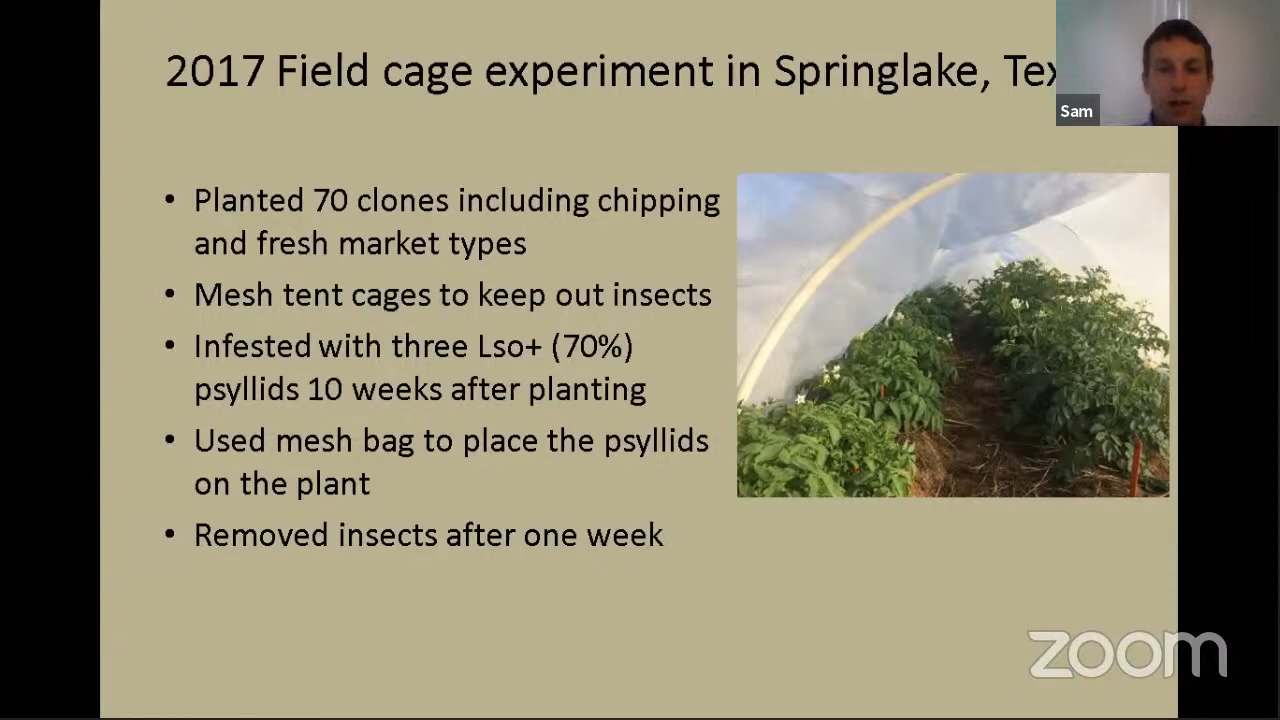 2017 Field cage experiment in Springlake, Tex
Sam
• Planted 70 clones including chipping
and fresh market types
• Mesh tent cages to keep out insects
• Infested with three Lso+ (70%)
psyllids 10 weeks after planting
• Used mesh bag to place the psyllids
on the plant
• Removed insects after one week
zoom